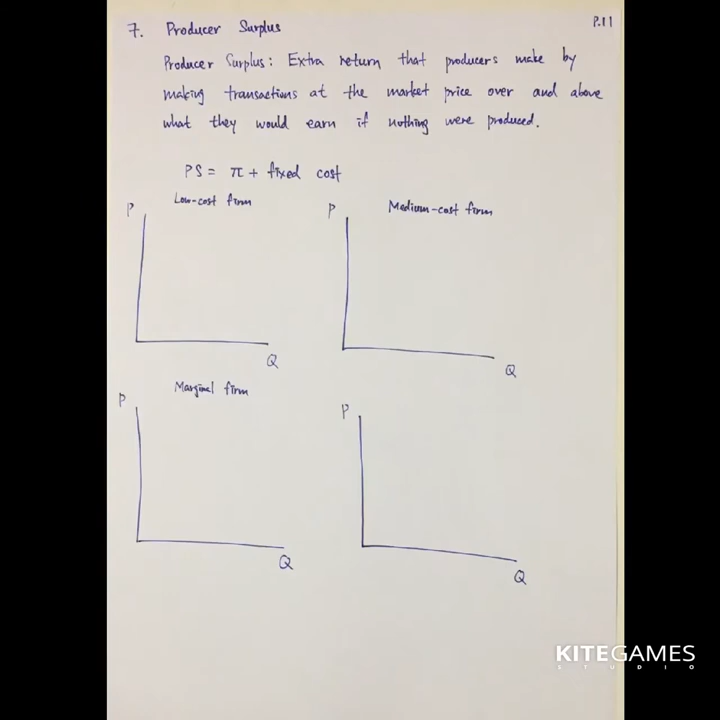 7. Producer Surplus P.11
Producer Surplus: Extra return that producers make by
making transactions at the market price over and above
what they would earn if nothing were produced.
PS = π + fixed cost
Low-cost firm Medium-cost firm
P P
Q Q
Marginal firm
P P
Q Q
KITEGAMES
STUDIO